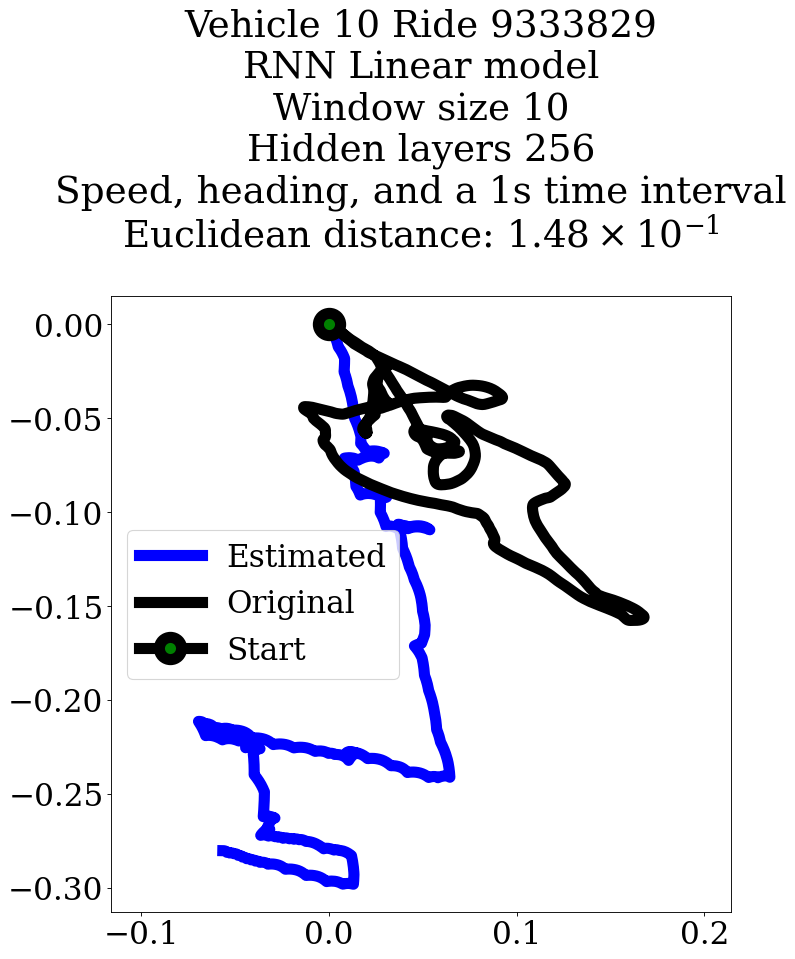 Vehicle 10 Ride 9333829
RNN Linear model
Window size 10
Hidden layers 256
Speed, heading, and a 1s time interval
Euclidean distance: 1.48 × 10⁻¹
0.00
−0.05
−0.10
−0.15
−0.20
−0.25
−0.30
Estimated
Original
Start
−0.1
0.0
0.1
0.2